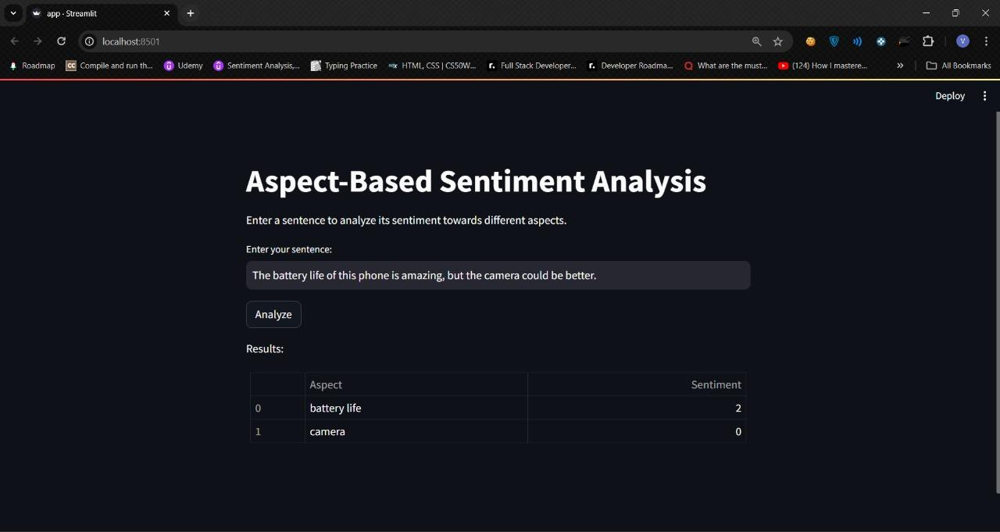 app · Streamlit
localhost:8501
V
Roadmap CC Compile and run th... Udemy Sentiment Analysis,... Typing Practice edX HTML, CSS | CS50W... r. Full Stack Developer... r. Developer Roadma... What are the must... (124) How I mastere... » All Bookmarks
Deploy
Aspect-Based Sentiment Analysis
Enter a sentence to analyze its sentiment towards different aspects.
Enter your sentence:
The battery life of this phone is amazing, but the camera could be better.
Analyze
Results:
Aspect Sentiment
0 battery life 2
1 camera 0